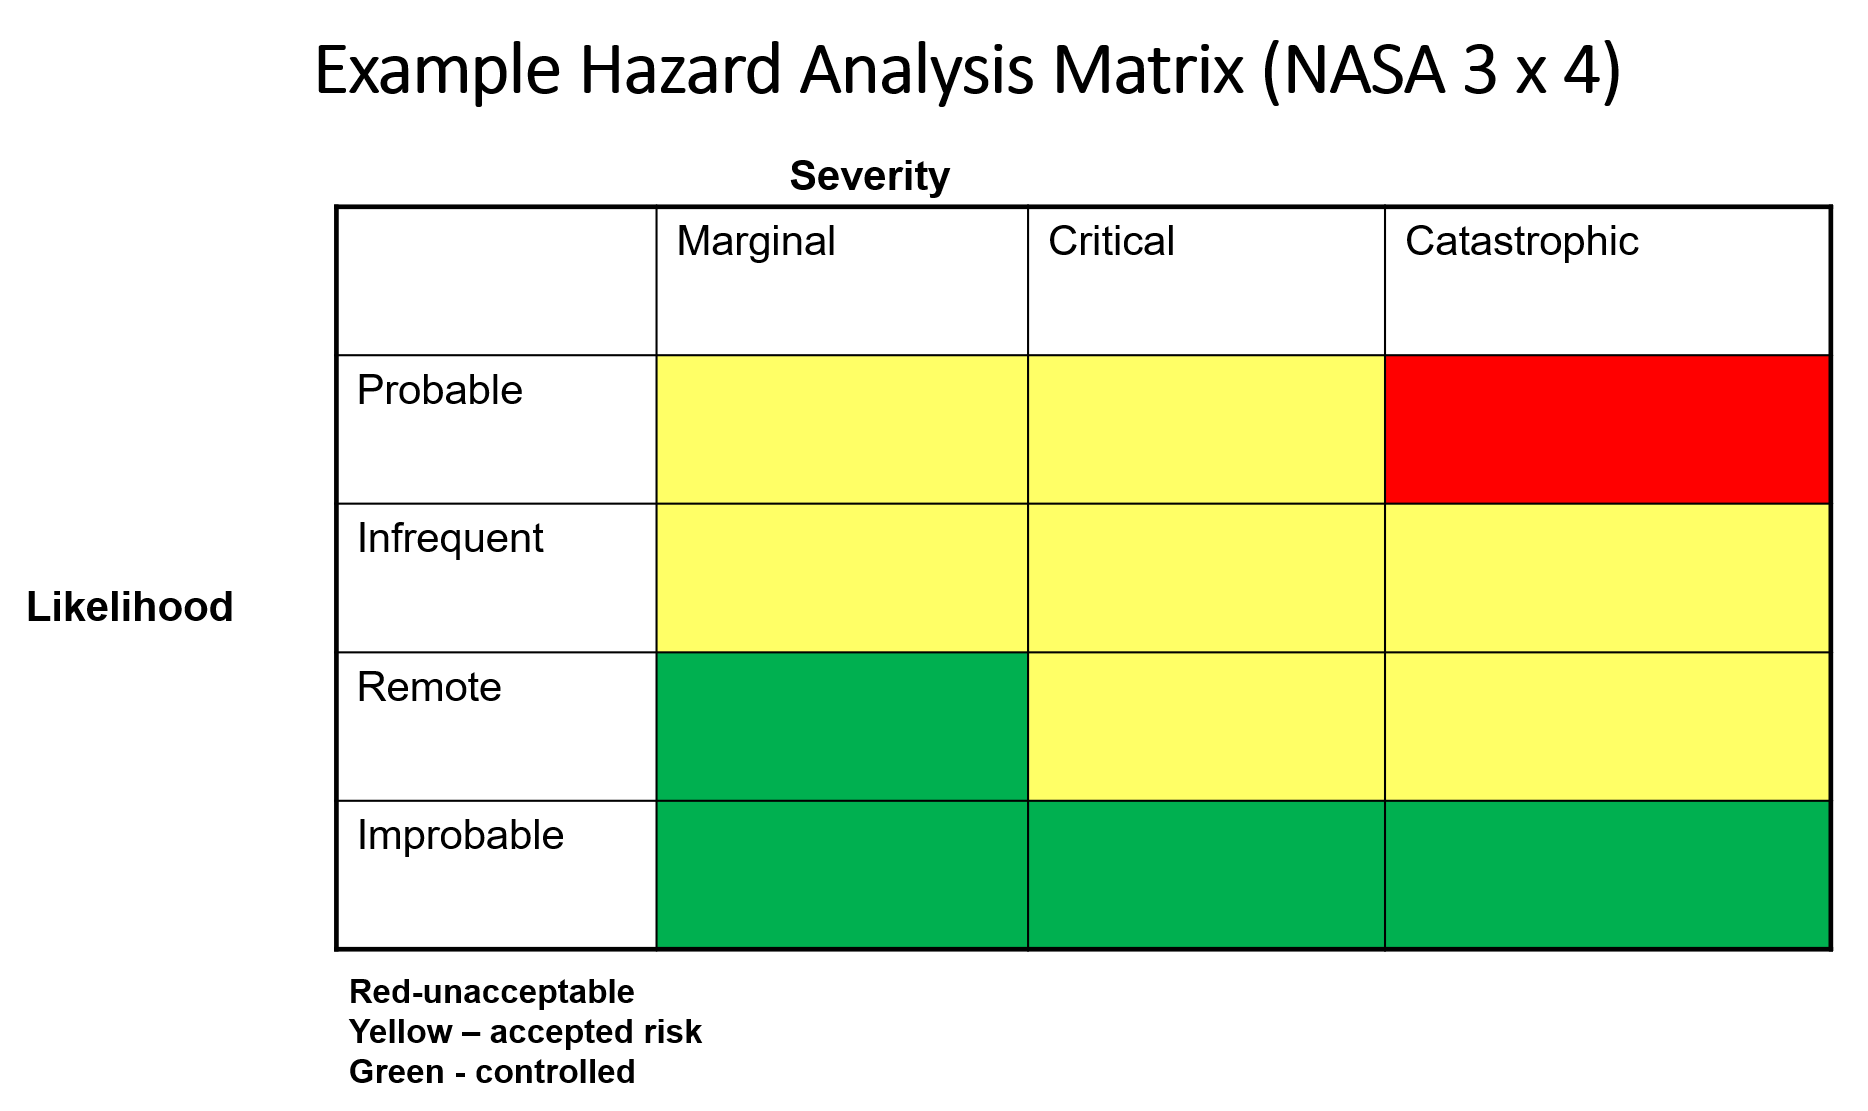 Example Hazard Analysis Matrix (NASA 3 x 4)
Severity
Marginal Critical Catastrophic
Probable
Infrequent
Likelihood
Remote
Improbable
Red-unacceptable
Yellow – accepted risk
Green - controlled